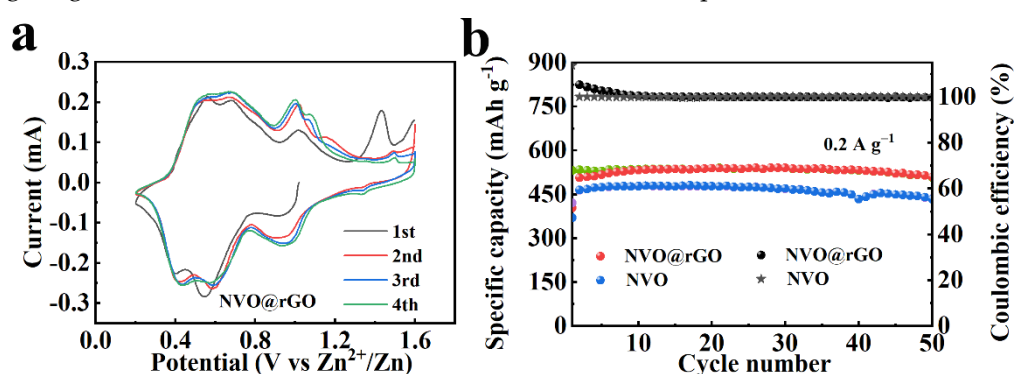 a
0.3
0.2
0.1
0.0
-0.1
-0.2
-0.3
Current (mA)
1st
2nd
3rd
4th
NVO@rGO
0.0 0.4 0.8 1.2 1.6
Potential (V vs Zn²⁺/Zn)
b
900
750
600
450
300
150
0
Specific capacity (mAh g⁻¹)
0.2 A g⁻¹
NVO@rGO
NVO
NVO@rGO
NVO
10 20 30 40 50
Cycle number
100
80
60
40
20
0
Coulombic efficiency (%)